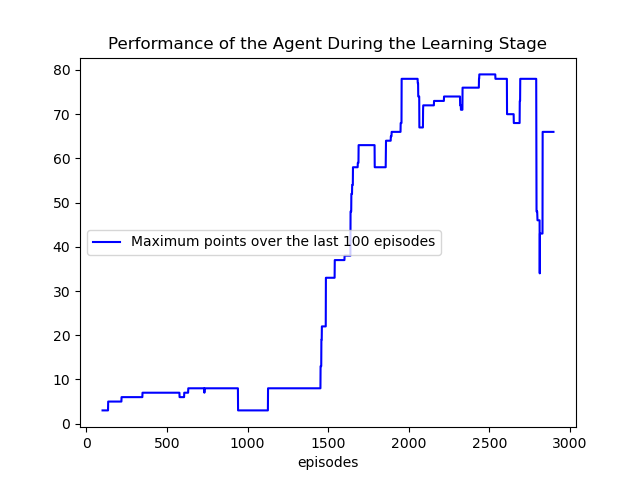 Performance of the Agent During the Learning Stage
80
70
60
50
40
30
20
10
0
Maximum points over the last 100 episodes
0 500 1000 1500 2000 2500 3000
episodes